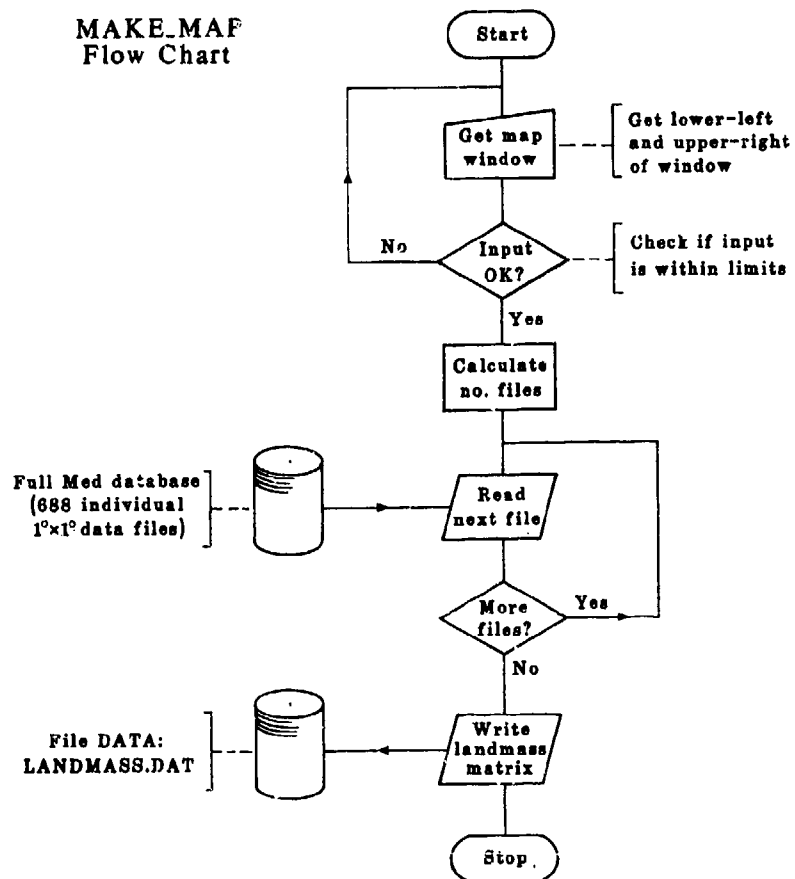 MAKE_MAP
Flow Chart
Start
Get map
window
Get lower-left
and upper-right
of window
No
Input
OK?
Check if input
is within limits
Yes
Calculate
no. files
Full Med database
(688 individual
1°×1° data files)
Read
next file
More
files?
Yes
No
File DATA:
LANDMASS.DAT
Write
landmass
matrix
Stop